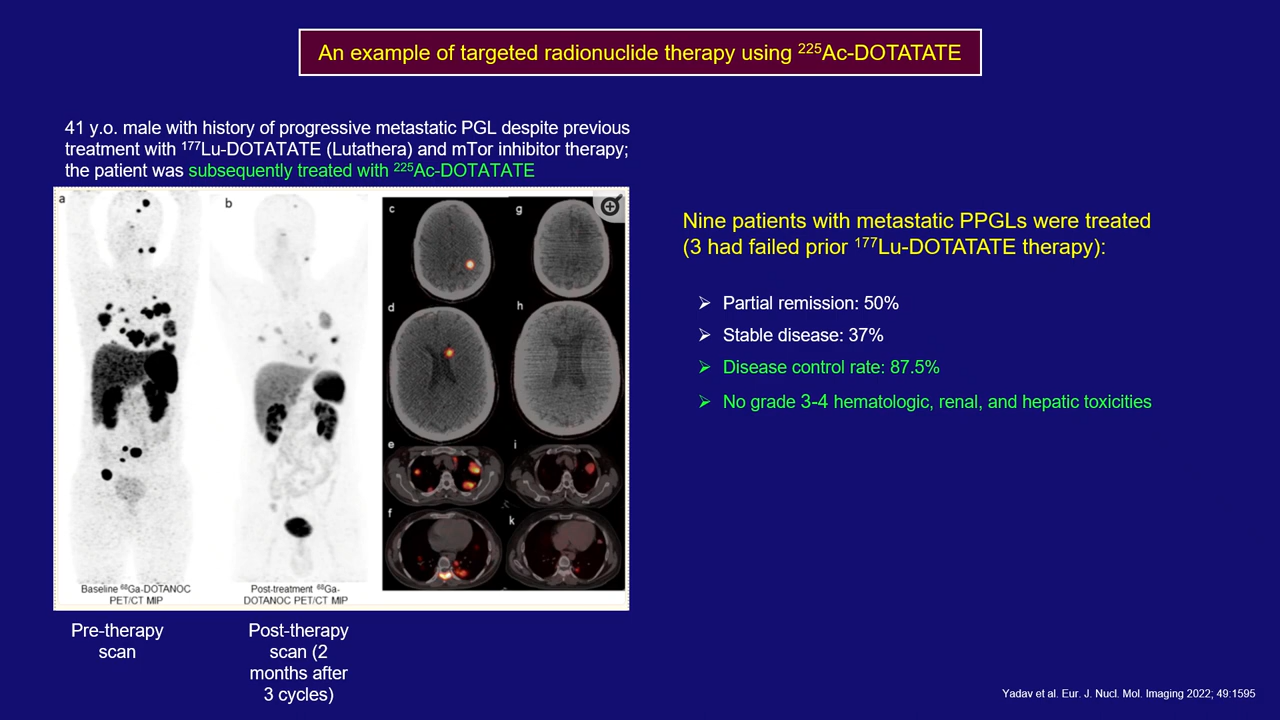 An example of targeted radionuclide therapy using ²²⁵Ac-DOTATATE
41 y.o. male with history of progressive metastatic PGL despite previous
treatment with ¹⁷⁷Lu-DOTATATE (Lutathera) and mTor inhibitor therapy;
the patient was subsequently treated with ²²⁵Ac-DOTATATE
a
b
c
g
d
h
e
i
f
k
Baseline ⁶⁸Ga-DOTANOC
PET/CT MIP
Post-treatment ⁶⁸Ga-
DOTANOC PET/CT MIP
Pre-therapy
scan
Post-therapy
scan (2
months after
3 cycles)
Nine patients with metastatic PPGLs were treated
(3 had failed prior ¹⁷⁷Lu-DOTATATE therapy):
➢ Partial remission: 50%
➢ Stable disease: 37%
➢ Disease control rate: 87.5%
➢ No grade 3-4 hematologic, renal, and hepatic toxicities
Yadav et al. Eur. J. Nucl. Mol. Imaging 2022; 49:1595